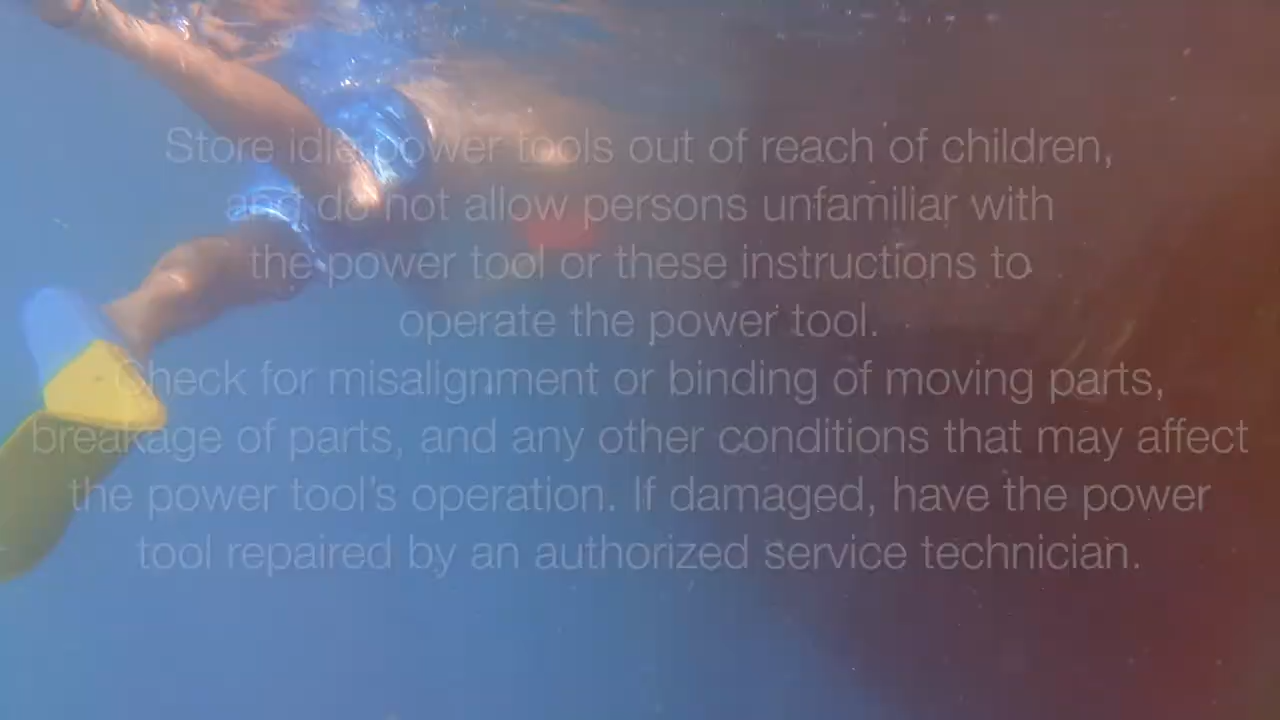 Store idle power tools out of reach of children,
and do not allow persons unfamiliar with
the power tool or these instructions to
operate the power tool.
Check for misalignment or binding of moving parts,
breakage of parts, and any other conditions that may affect
the power tool's operation. If damaged, have the power
tool repaired by an authorized service technician.